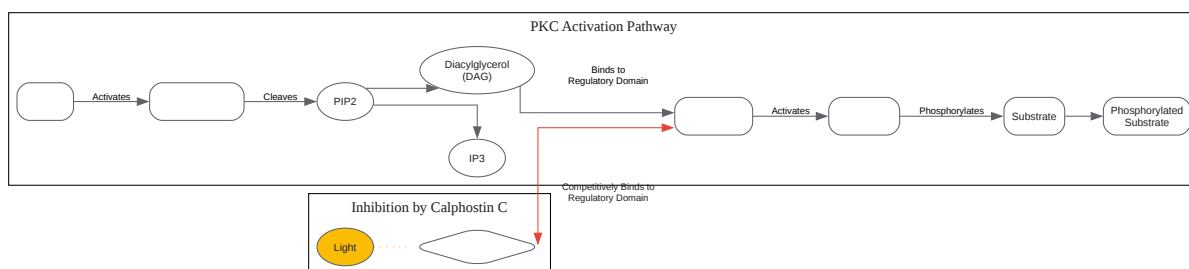 PKC Activation Pathway
Diacylglycerol
(DAG)
Binds to
Regulatory Domain
Activates
Cleaves
PIP2
Activates
Phosphorylates
Substrate
Phosphorylated
Substrate
IP3
Competitively Binds to
Regulatory Domain
Inhibition by Calphostin C
Light